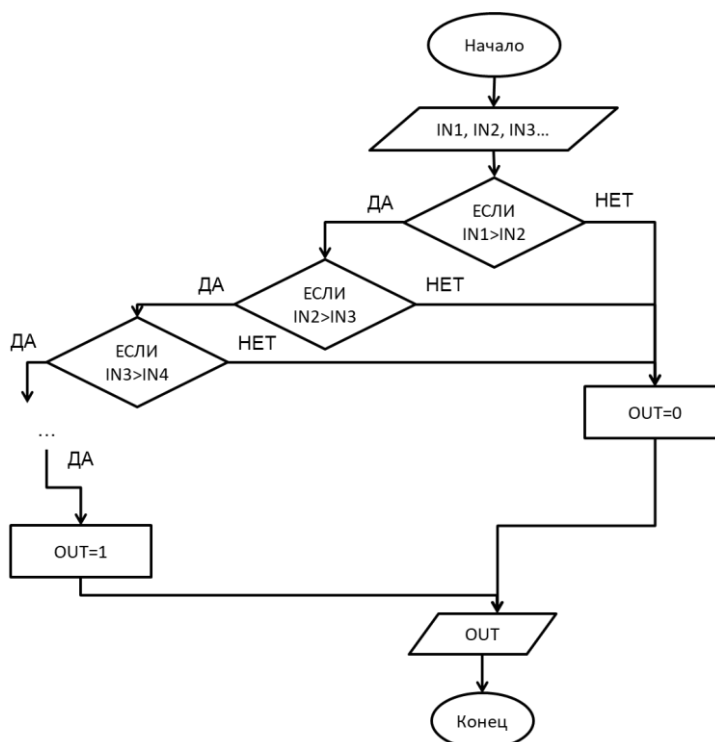 Начало
IN1, IN2, IN3...
ДА
ЕСЛИ
IN1>IN2
НЕТ
ДА
ЕСЛИ
IN2>IN3
НЕТ
ДА
ЕСЛИ
IN3>IN4
НЕТ
OUT=0
...
ДА
OUT=1
OUT
Конец